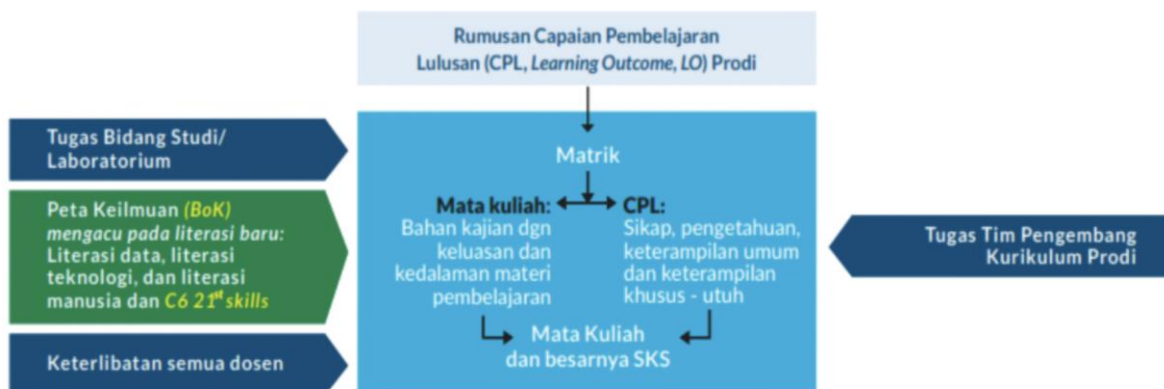 Rumusan Capaian Pembelajaran
Lulusan (CPL, Learning Outcome, LO) Prodi
Tugas Bidang Studi/
Laboratorium
Peta Keilmuan (BoK)
mengacu pada literasi baru:
Literasi data, literasi
teknologi, dan literasi
manusia dan C6 21st skills
Keterlibatan semua dosen
Matrik
Mata kuliah:
Bahan kajian dgn
keluasan dan
kedalaman materi
pembelajaran
CPL:
Sikap, pengetahuan,
keterampilan umum
dan keterampilan
khusus - utuh
Mata Kuliah
dan besarnya SKS
Tugas Tim Pengembang
Kurikulum Prodi